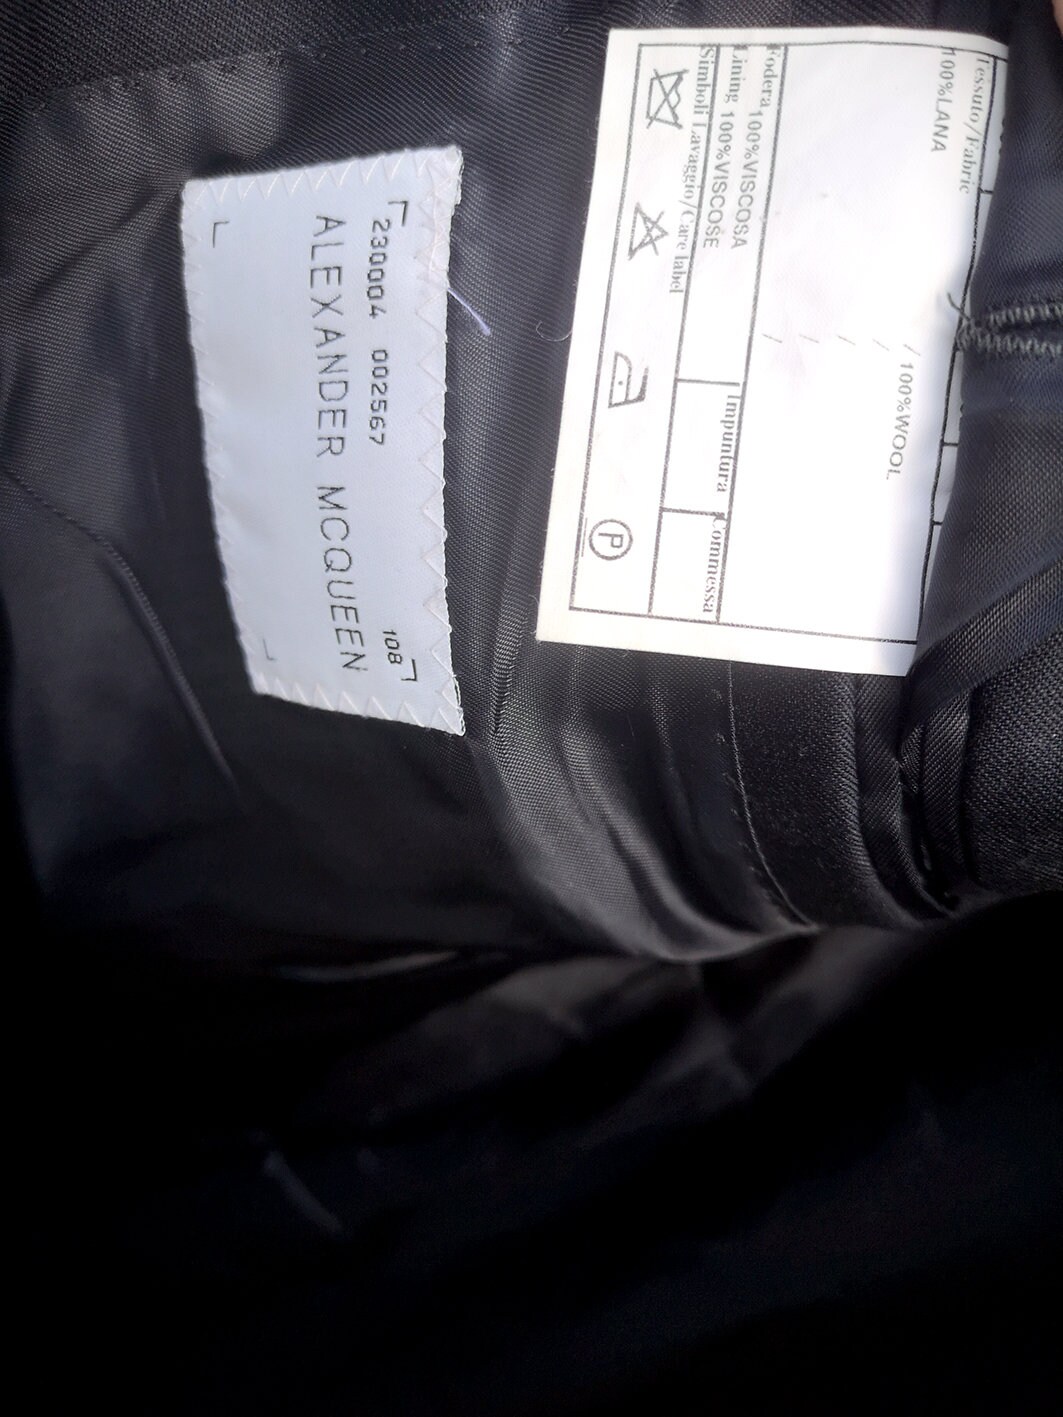 230004 002567 108
ALEXANDER MCQUEEN
Tessuto/Fabric
100%LANA / 100%WOOL
/
/
/
/
Fodera 100%VISCOSA
Lining 100%VISCOSE
Impuntura
Commessa
Simboli Lavaggio/Care label
P